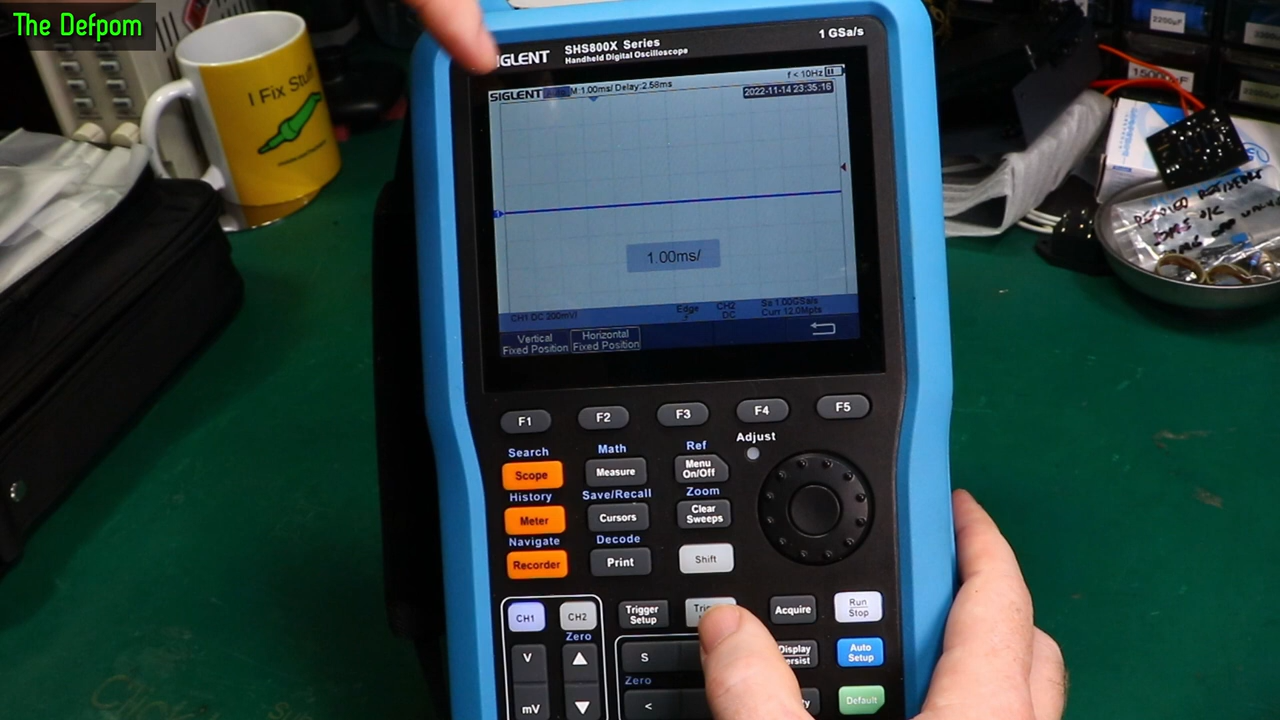 The Defpom
I Fix Stuff
SIGLENT
SHS800X Series
Handheld Digital Oscilloscope
1 GSa/s
SIGLENT M:1.00ms/ Delay:2.58ms
f < 10Hz
2022-11-14 23:35:16
1.00ms/
CH1 DC 200mV/
Edge
CH2
DC
Sa 1.00GSa/s
Curr 12.0Mpts
Vertical
Fixed Position
Horizontal
Fixed Position
F1
F2
F3
F4
F5
Search
Math
Ref
Adjust
Scope
Measure
Menu
On/Off
History
Save/Recall
Zoom
Meter
Cursors
Clear
Sweeps
Navigate
Decode
Recorder
Print
Shift
CH1
CH2
Trigger
Setup
Acquire
Run
Stop
Zero
V
S
Auto
Setup
Zero
mV
<
Default
2200µF